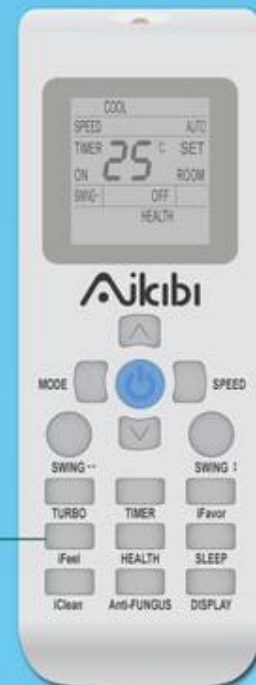 COOL
SPEED AUTO
TIMER 25 °C SET
ON ROOM
SWING OFF
HEALTH
Aikibi
MODE SPEED
SWING ↔ SWING ↕
TURBO TIMER iFavor
iFeel HEALTH SLEEP
iClean Anti-FUNGUS DISPLAY